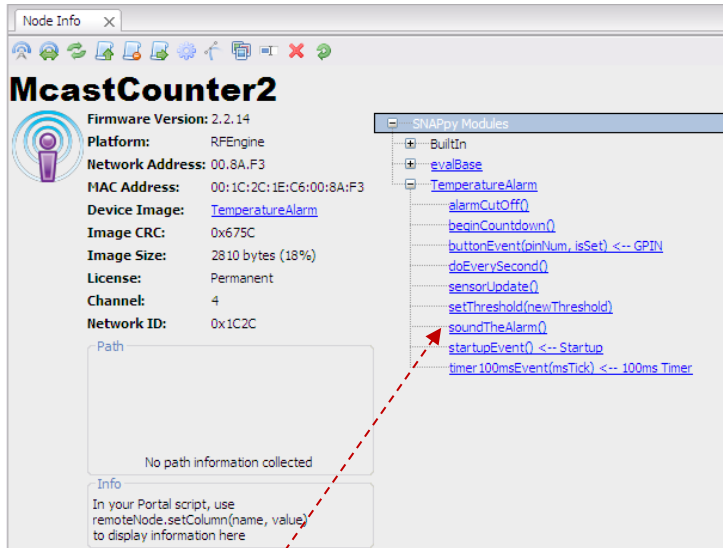 Node Info
McastCounter2
Firmware Version: 2.2.14
Platform: RFEngine
Network Address: 00.8A.F3
MAC Address: 00:1C:2C:1E:C6:00:8A:F3
Device Image: TemperatureAlarm
Image CRC: 0x675C
Image Size: 2810 bytes (18%)
License: Permanent
Channel: 4
Network ID: 0x1C2C
Path
No path information collected
Info
In your Portal script, use
remoteNode.setColumn(name, value)
to display information here
SNAPpy Modules
BuiltIn
evalBase
TemperatureAlarm
alarmCutOff()
beginCountdown()
buttonEvent(pinNum, isSet) <-- GPIN
doEverySecond()
sensorUpdate()
setThreshold(newThreshold)
soundTheAlarm()
startupEvent() <-- Startup
timer100msEvent(msTick) <-- 100ms Timer